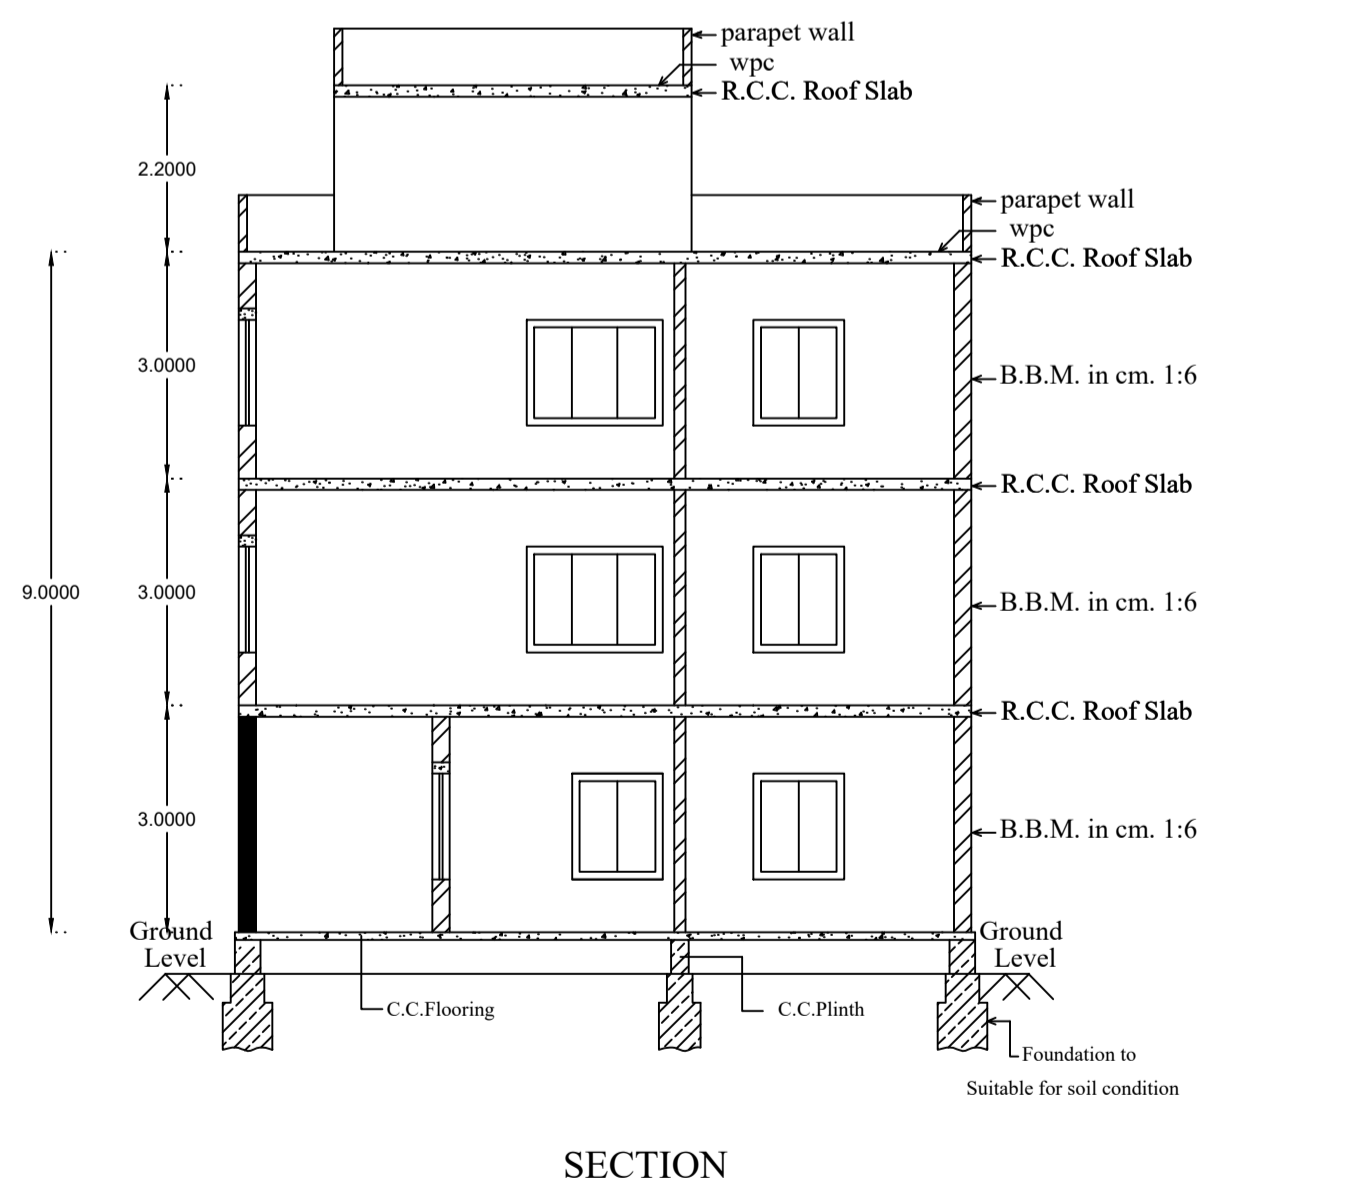 parapet wall
wpc
R.C.C. Roof Slab
2.2000
parapet wall
wpc
R.C.C. Roof Slab
3.0000
B.B.M. in cm. 1:6
R.C.C. Roof Slab
9.0000
3.0000
B.B.M. in cm. 1:6
R.C.C. Roof Slab
3.0000
B.B.M. in cm. 1:6
Ground
Level
Ground
Level
C.C.Flooring
C.C.Plinth
Foundation to
Suitable for soil condition
SECTION